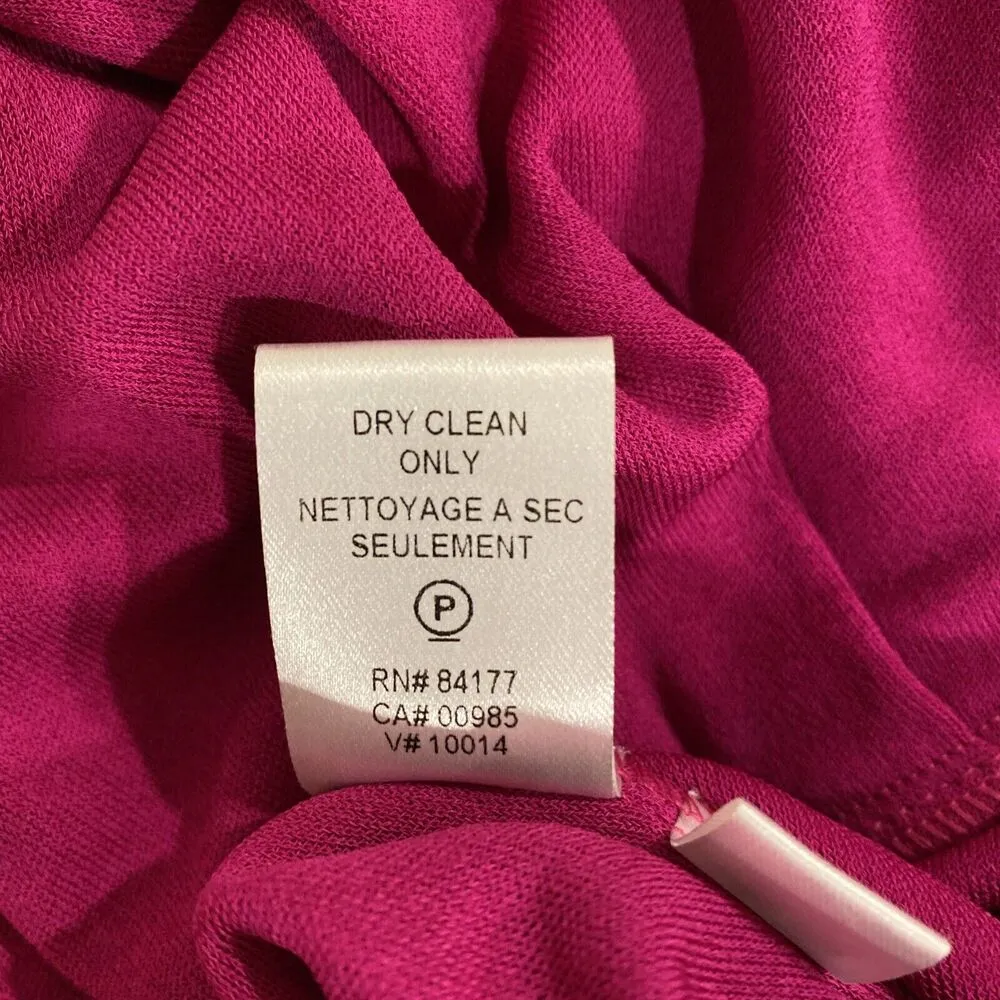 DRY CLEAN
ONLY
NETTOYAGE A SEC
SEULEMENT
P
RN# 84177
CA# 00985
V# 10014